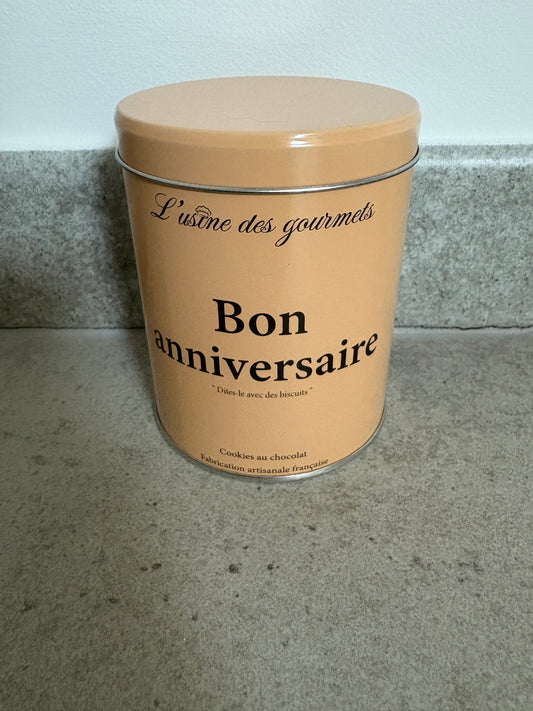 L'usine des gourmets
Bon
anniversaire
" Dites-le avec des biscuits "
Cookies au chocolat
Fabrication artisanale française